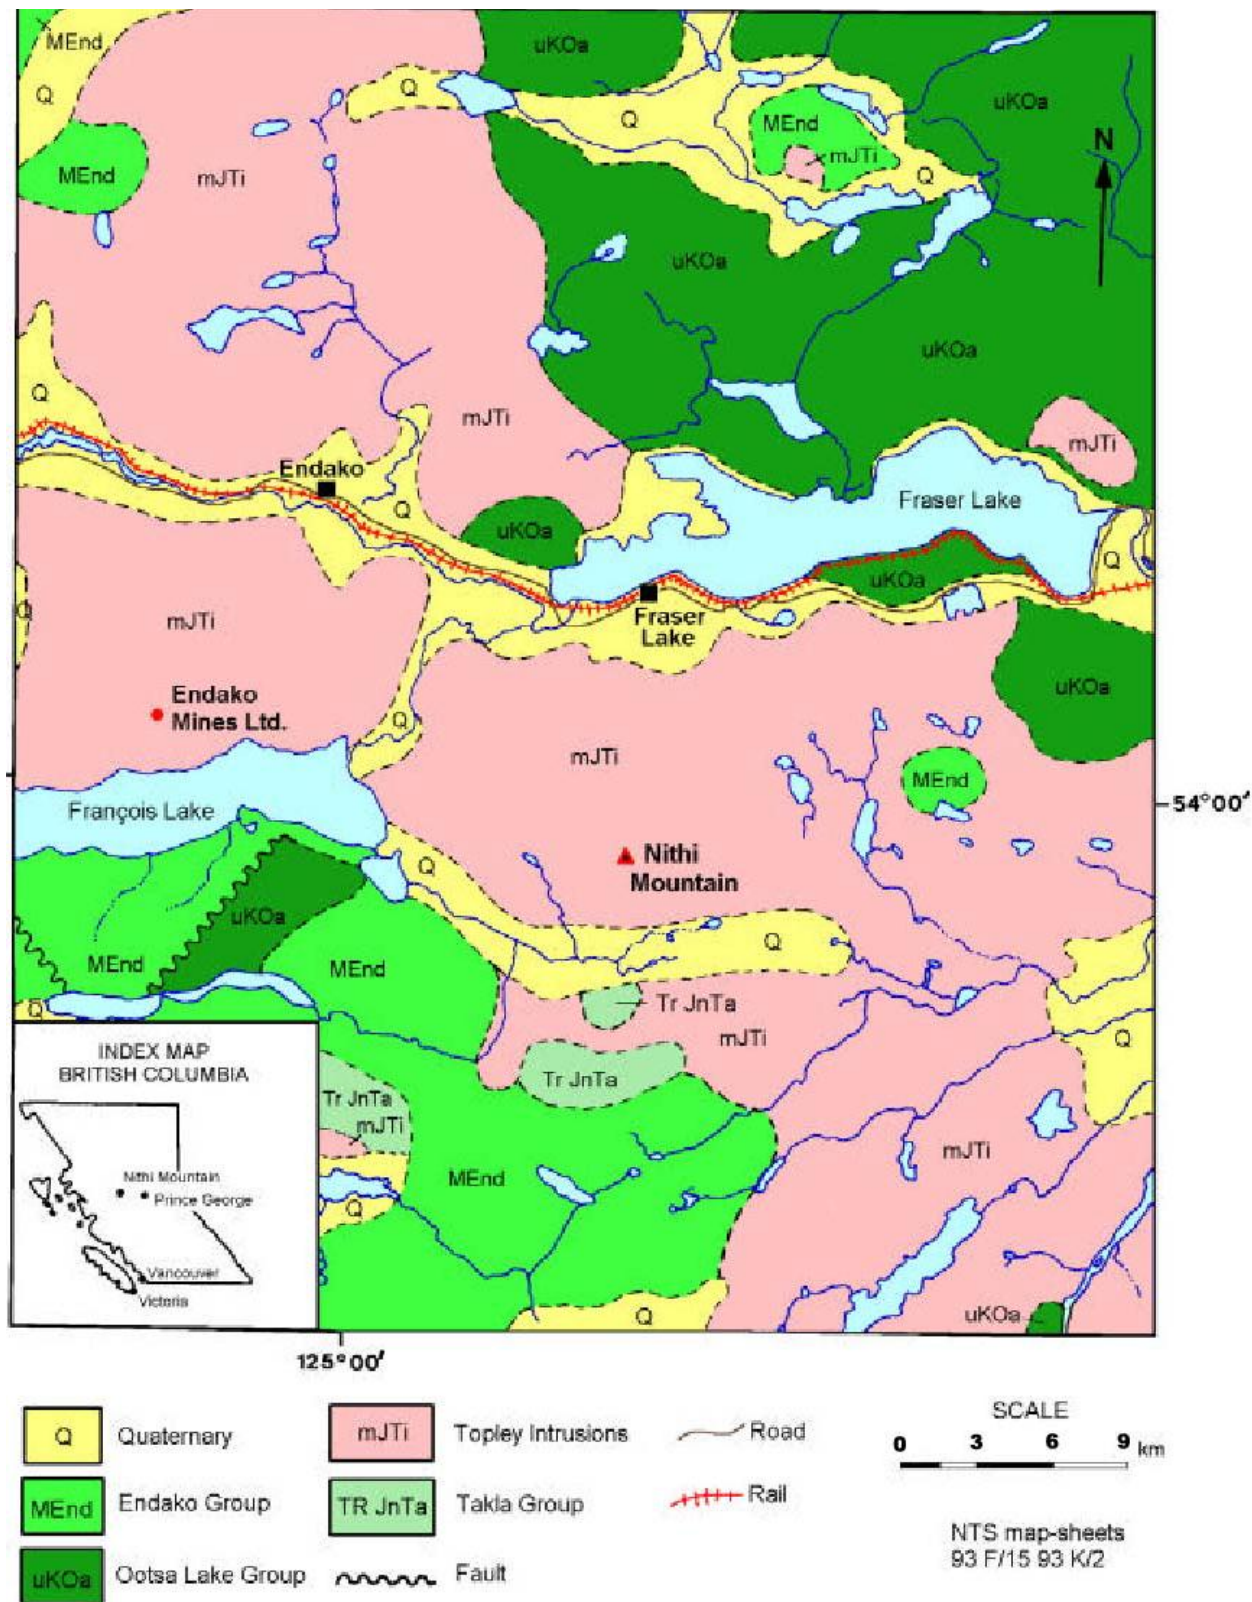 MEnd
uKOa
Q
Q
uKOa
Q
MEnd
mJTi
N
MEnd
mJTi
Q
uKOa
uKOa
Q
mJTi
mJTi
Endako
Fraser Lake
Q
uKOa
Q
uKOa
Q
mJTi
Fraser
Lake
uKOa
Endako
Mines Ltd.
Q
mJTi
MEnd
François Lake
54°00′
Q
Nithi
Mountain
uKOa
Q
MEnd
MEnd
Q
Tr JnTa
mJTi
Q
INDEX MAP
BRITISH COLUMBIA
Tr JnTa
Tr JnTa
mJTi
mJTi
MEnd
Nithi Mountain
Prince George
Q
Vancouver
Victoria
uKOa
Q
125°00′
Q Quaternary
mJTi Topley Intrusions
Road
SCALE
0 3 6 9 km
MEnd Endako Group
TR JnTa Takla Group
Rail
NTS map-sheets
93 F/15 93 K/2
uKOa Ootsa Lake Group
Fault